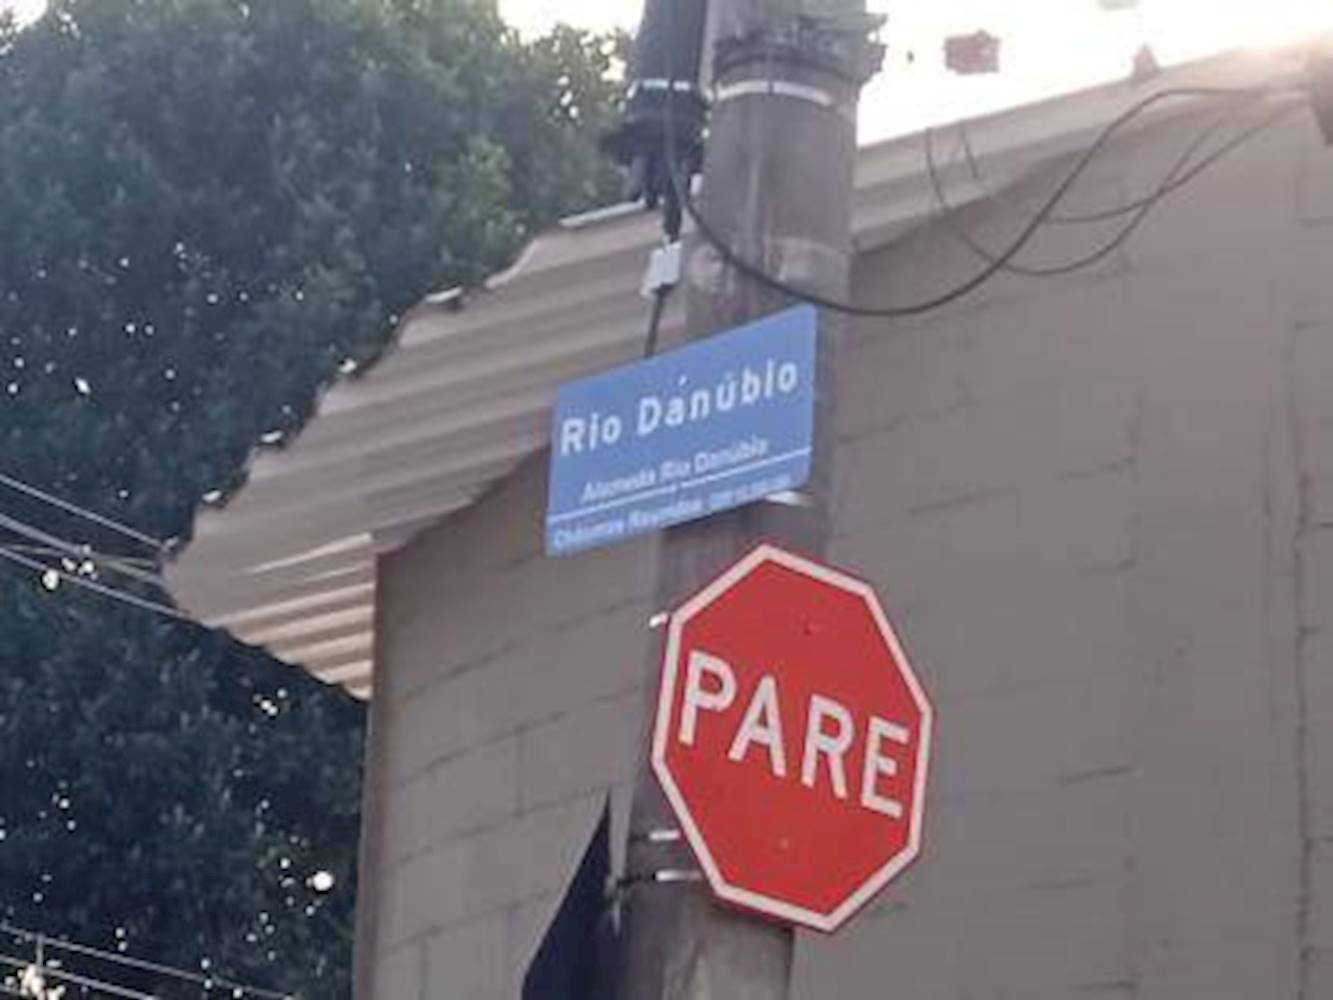 Rio Danúbio
Alameda Rio Danúbio
Chácaras Reunidas
PARE